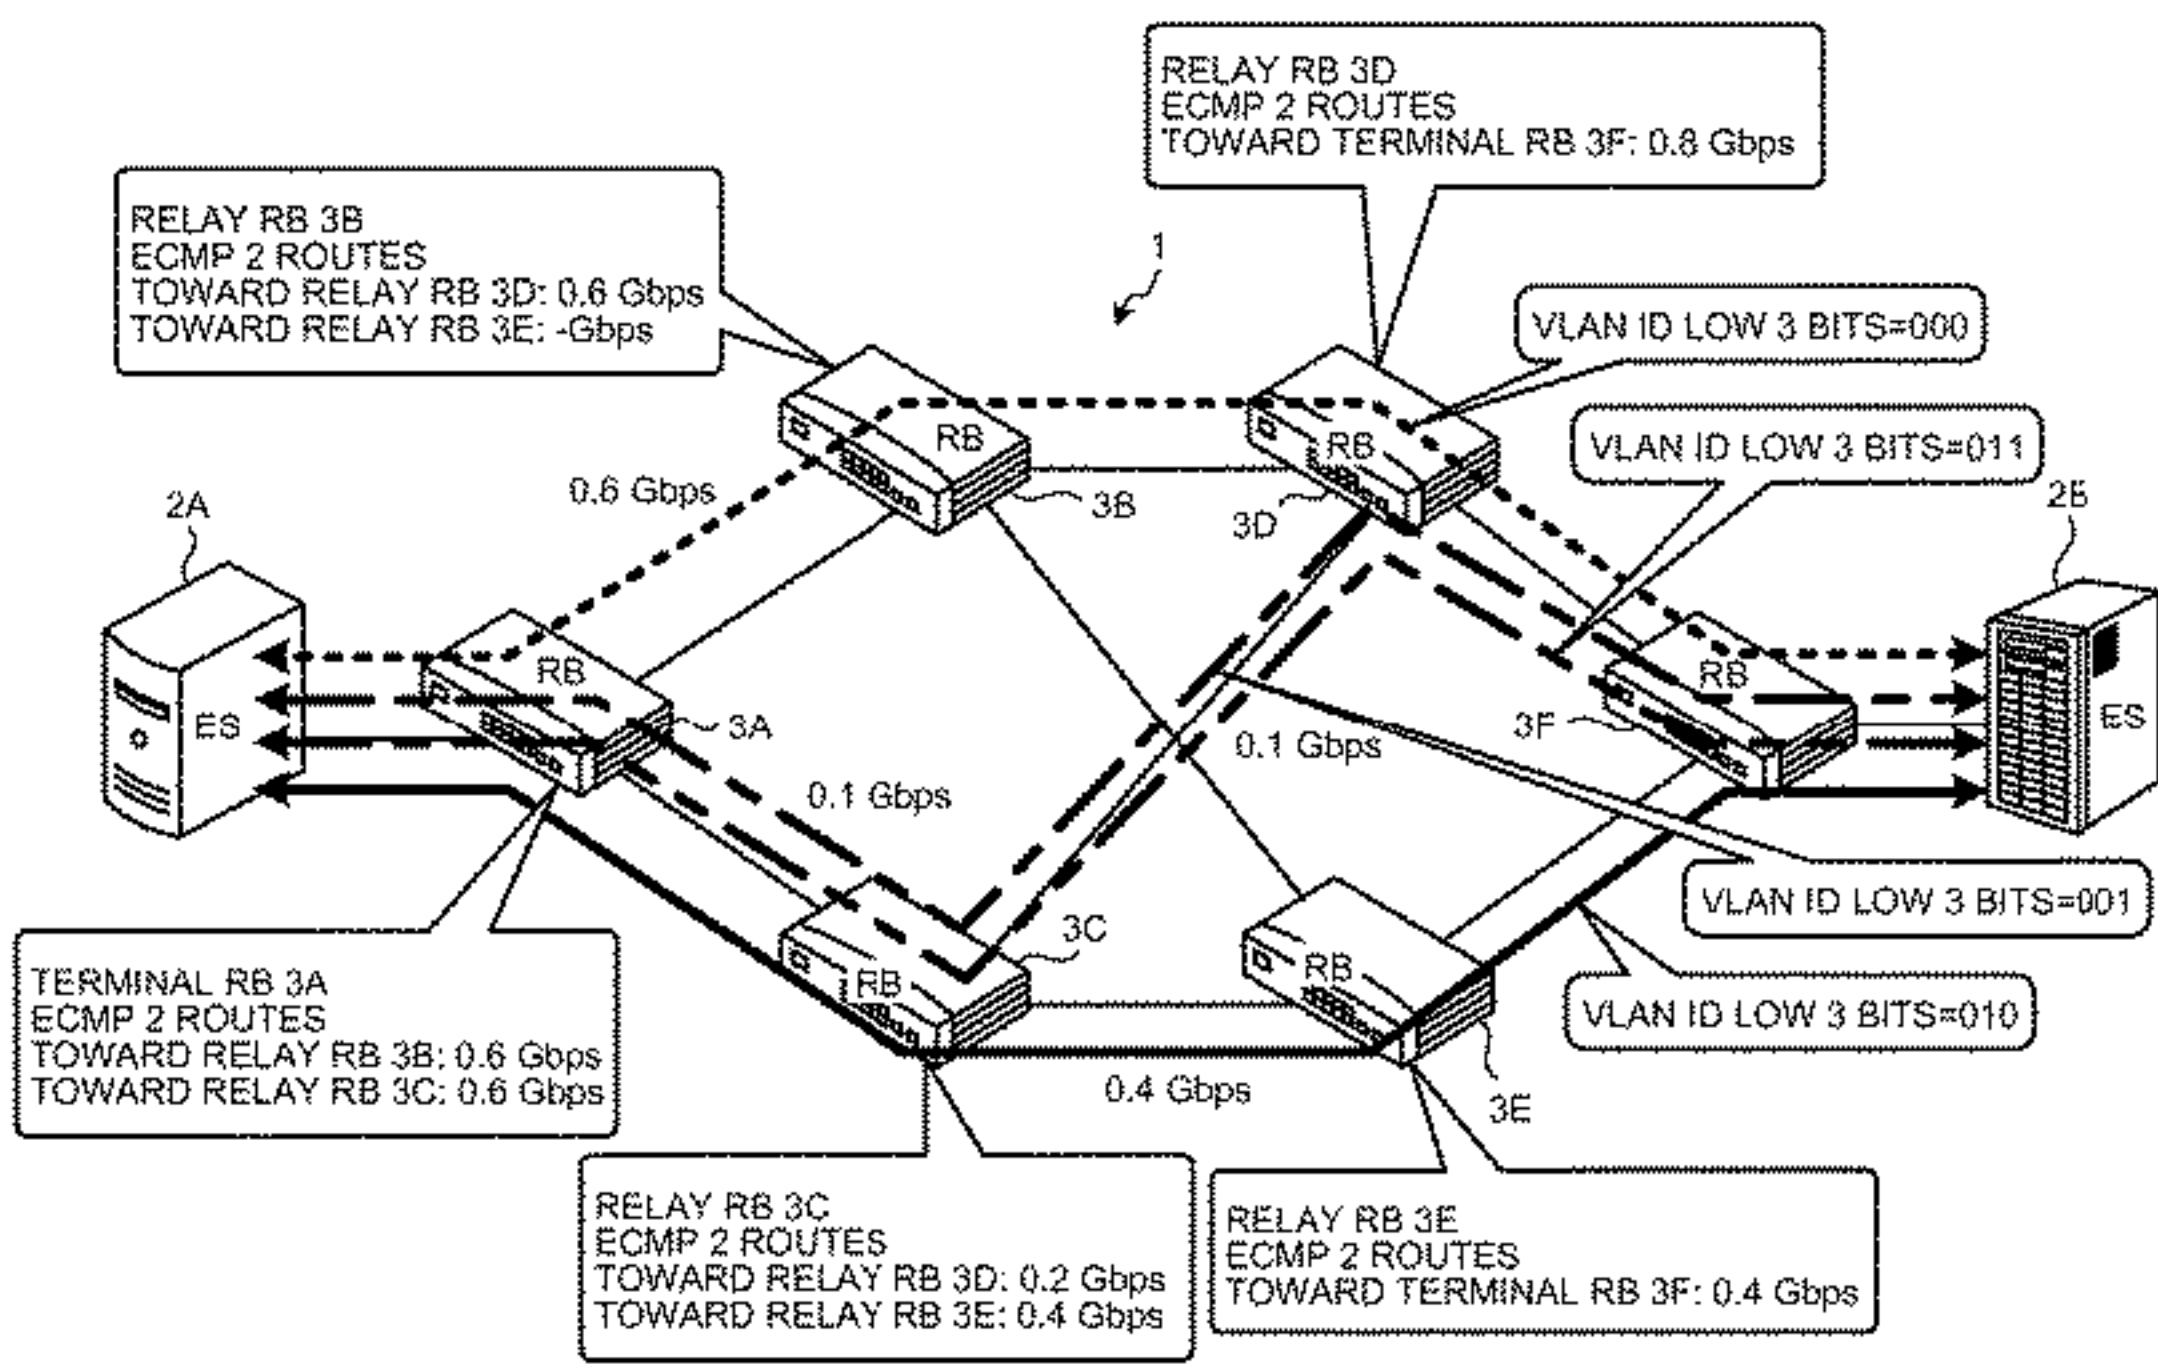 RELAY RB 3D
ECMP 2 ROUTES
TOWARD TERMINAL RB 3F: 0.8 Gbps
RELAY RB 3B
ECMP 2 ROUTES
TOWARD RELAY RB 3D: 0.6 Gbps
TOWARD RELAY RB 3E: -Gbps
1
VLAN ID LOW 3 BITS=000
VLAN ID LOW 3 BITS=011
RB
RB
0.6 Gbps
3B
3D
2A
2B
RB
RB
ES
3A
3F
ES
0.1 Gbps
0.1 Gbps
VLAN ID LOW 3 BITS=001
3C
RB
RB
VLAN ID LOW 3 BITS=010
TERMINAL RB 3A
ECMP 2 ROUTES
TOWARD RELAY RB 3B: 0.6 Gbps
TOWARD RELAY RB 3C: 0.6 Gbps
0.4 Gbps
3E
RELAY RB 3C
ECMP 2 ROUTES
TOWARD RELAY RB 3D: 0.2 Gbps
TOWARD RELAY RB 3E: 0.4 Gbps
RELAY RB 3E
ECMP 2 ROUTES
TOWARD TERMINAL RB 3F: 0.4 Gbps